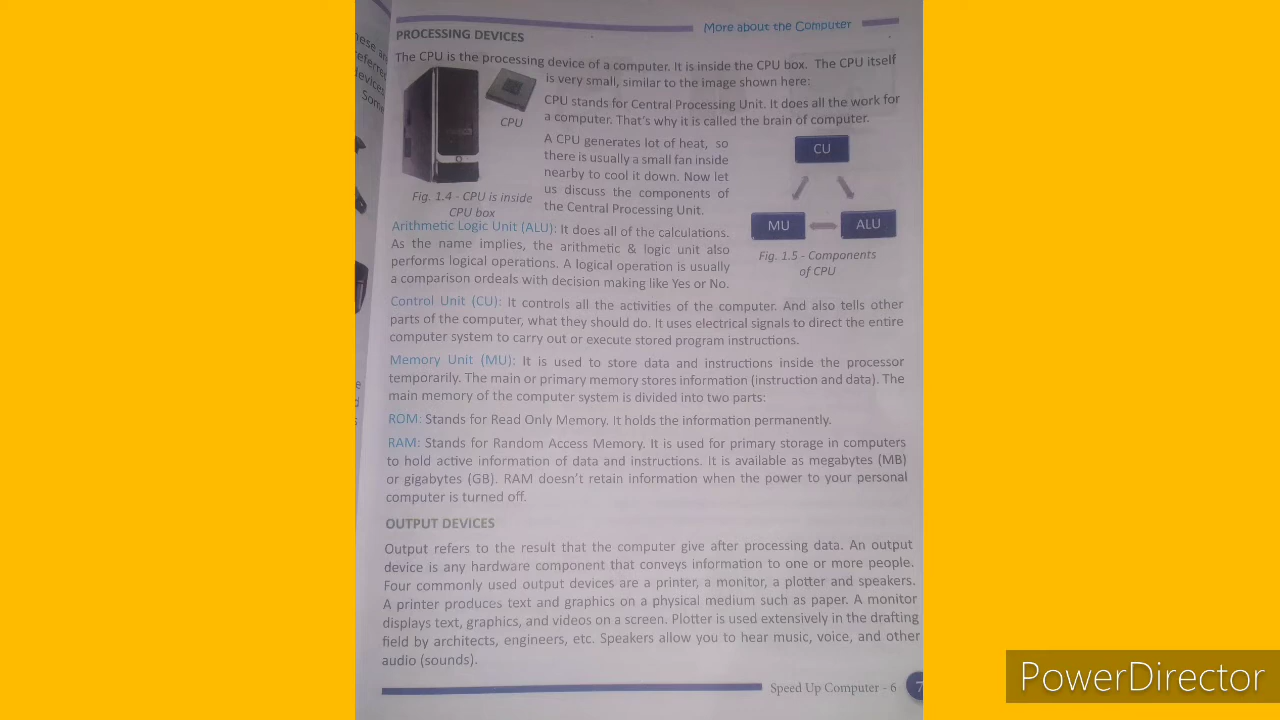 More about the Computer
PROCESSING DEVICES
The CPU is the processing device of a computer. It is inside the CPU box. The CPU itself
is very small, similar to the image shown here:
CPU
CPU stands for Central Processing Unit. It does all the work for
a computer. That's why it is called the brain of computer.
A CPU generates lot of heat, so
there is usually a small fan inside
nearby to cool it down. Now let
us discuss the components of
the Central Processing Unit.
Fig. 1.4 - CPU is inside
CPU box
CU
MU
ALU
Fig. 1.5 - Components
of CPU
Arithmetic Logic Unit (ALU): It does all of the calculations.
As the name implies, the arithmetic & logic unit also
performs logical operations. A logical operation is usually
a comparison ordeals with decision making like Yes or No.
Control Unit (CU): It controls all the activities of the computer. And also tells other
parts of the computer, what they should do. It uses electrical signals to direct the entire
computer system to carry out or execute stored program instructions.
Memory Unit (MU): It is used to store data and instructions inside the processor
temporarily. The main or primary memory stores information (instruction and data). The
main memory of the computer system is divided into two parts:
ROM: Stands for Read Only Memory. It holds the information permanently.
RAM: Stands for Random Access Memory. It is used for primary storage in computers
to hold active information of data and instructions. It is available as megabytes (MB)
or gigabytes (GB). RAM doesn't retain information when the power to your personal
computer is turned off.
OUTPUT DEVICES
Output refers to the result that the computer give after processing data. An output
device is any hardware component that conveys information to one or more people.
Four commonly used output devices are a printer, a monitor, a plotter and speakers.
A printer produces text and graphics on a physical medium such as paper. A monitor
displays text, graphics, and videos on a screen. Plotter is used extensively in the drafting
field by architects, engineers, etc. Speakers allow you to hear music, voice, and other
audio (sounds).
Speed Up Computer - 6
7
PowerDirector